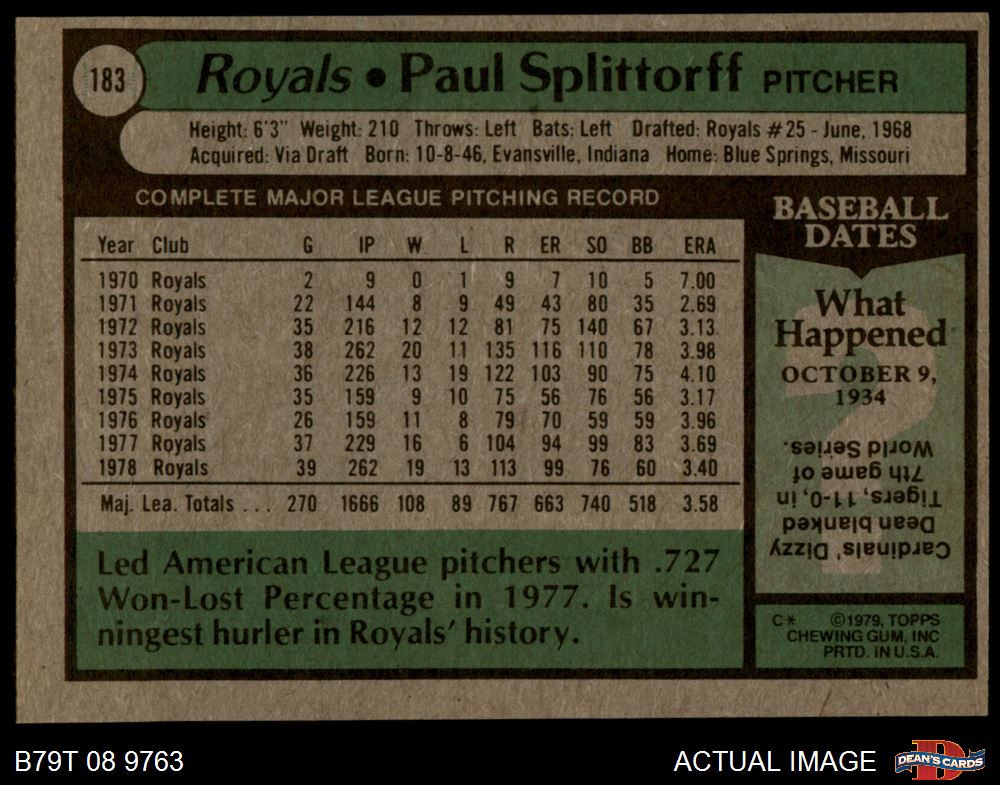 183
Royals • Paul Splittorff PITCHER
Height: 6'3" Weight: 210 Throws: Left Bats: Left Drafted: Royals #25 - June, 1968
Acquired: Via Draft Born: 10-8-46, Evansville, Indiana Home: Blue Springs, Missouri
COMPLETE MAJOR LEAGUE PITCHING RECORD
Year Club G IP W L R ER SO BB ERA
1970 Royals 2 9 0 1 9 7 10 5 7.00
1971 Royals 22 144 8 9 49 43 80 35 2.69
1972 Royals 35 216 12 12 81 75 140 67 3.13
1973 Royals 38 262 20 11 135 116 110 78 3.98
1974 Royals 36 226 13 19 122 103 90 75 4.10
1975 Royals 35 159 9 10 75 56 76 56 3.17
1976 Royals 26 159 11 8 79 70 59 59 3.96
1977 Royals 37 229 16 6 104 94 99 83 3.69
1978 Royals 39 262 19 13 113 99 76 60 3.40
Maj. Lea. Totals ... 270 1666 108 89 767 663 740 518 3.58
Led American League pitchers with .727
Won-Lost Percentage in 1977. Is win-
ningest hurler in Royals' history.
BASEBALL
DATES
What
Happened
OCTOBER 9,
1934
?
Cardinals' Dizzy
Dean blanked
Tigers, 11-0, in
7th game of
World Series.
C* ©1979, TOPPS
CHEWING GUM, INC
PRTD. IN U.S.A.
B79T 08 9763
ACTUAL IMAGE
D
DEAN'S CARDS